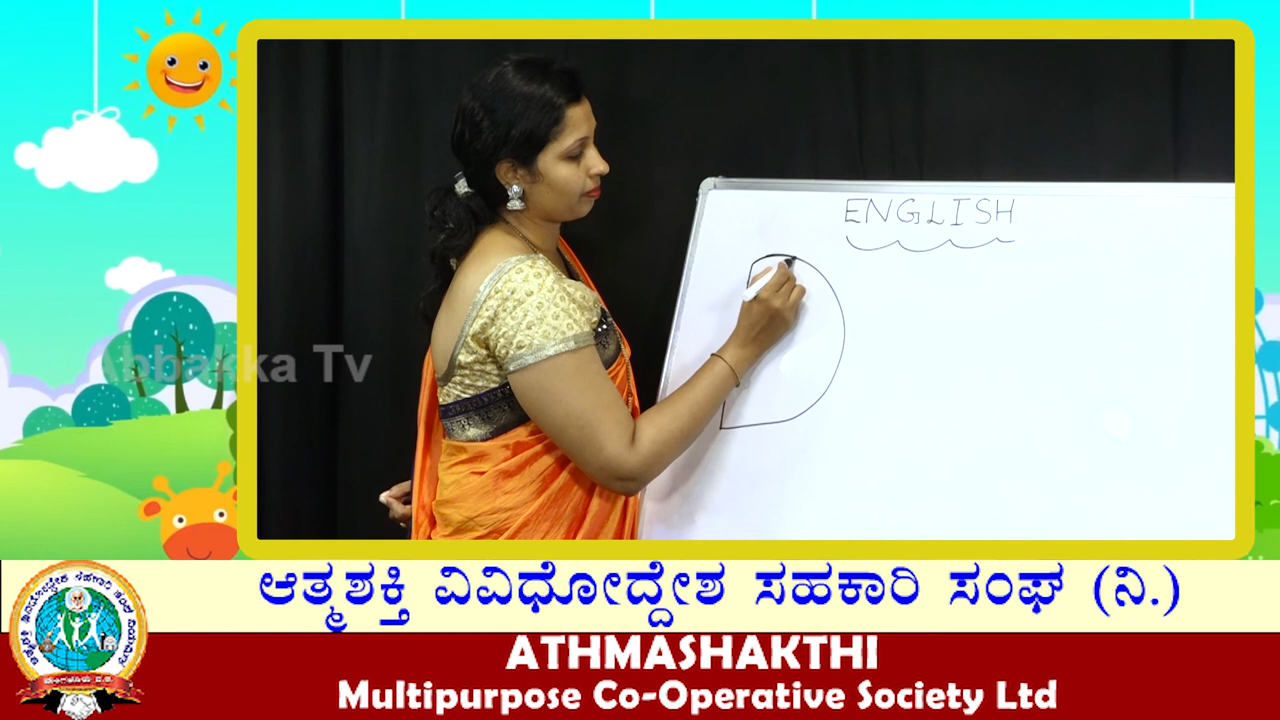 ENGLISH
Abbakka Tv
ಆತ್ಮಶಕ್ತಿ ವಿವಿಧೋದ್ದೇಶ ಸಹಕಾರಿ ಸಂಘ (ನಿ.)
ATHMASHAKTHI
Multipurpose Co-Operative Society Ltd